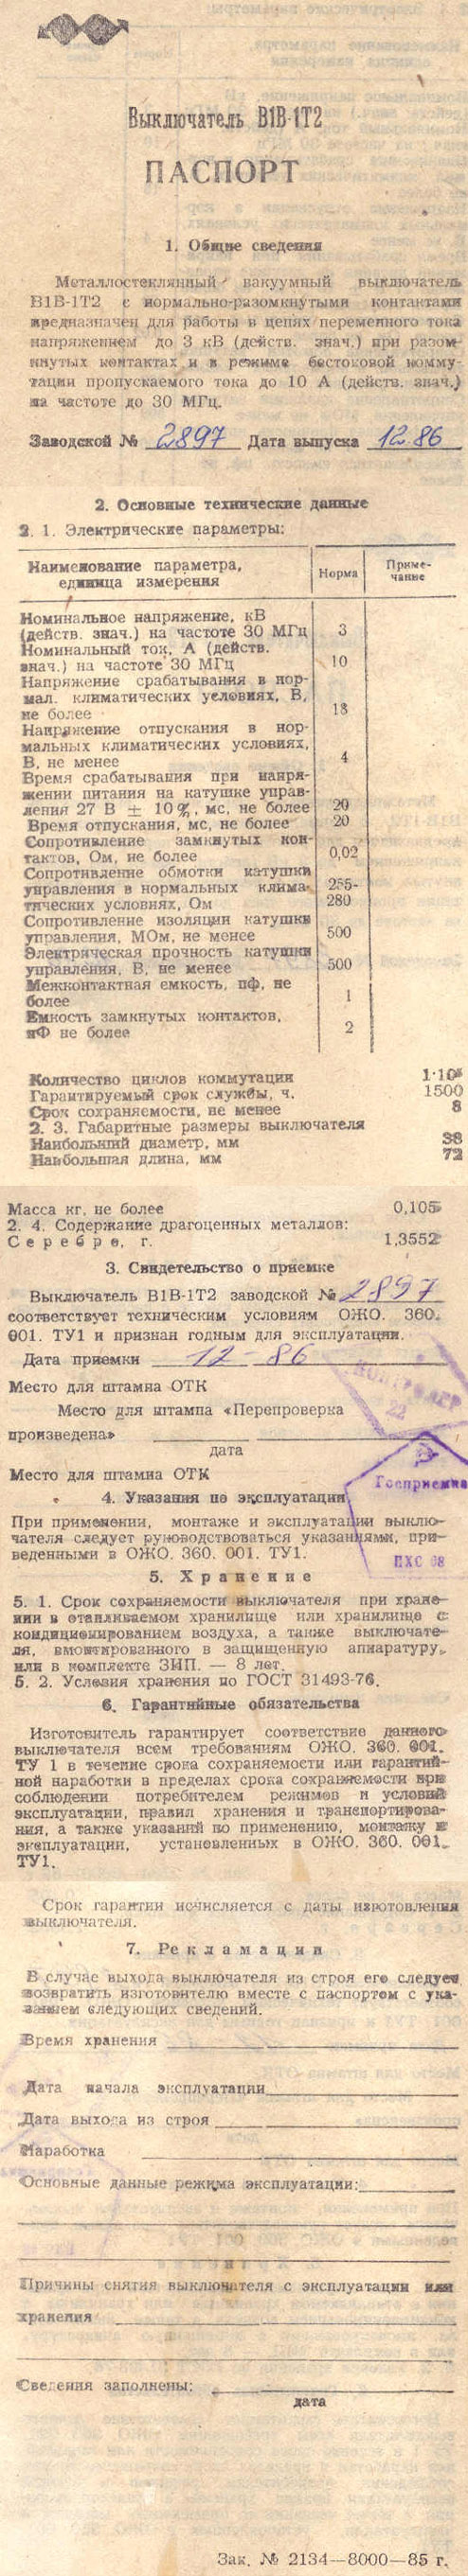 Выключатель В1В-1Т2
ПАСПОРТ
1. Общие сведения
Металлостеклянный вакуумный выключатель
В1В-1Т2 с нормально-разомкнутыми контактами
предназначен для работы в цепях переменного тока
напряжением до 3 кВ (действ. знач.) при разом-
кнутых контактах и в режиме бестоковой комму-
тации пропускаемого тока до 10 А (действ. знач.)
на частоте до 30 МГц.
Заводской № 2897 Дата выпуска 12.86
2. Основные технические данные
2. 1. Электрические параметры:
Наименование параметра, единица измерения Норма Приме-чание
Номинальное напряжение, кВ
(действ. знач.) на частоте 30 МГц 3
Номинальный ток, А (действ.
знач.) на частоте 30 МГц 10
Напряжение срабатывания в нор-
мал. климатических условиях, В,
не более 18
Напряжение отпускания в нор-
мальных климатических условиях,
В, не менее 4
Время срабатывания при напря-
жении питания на катушке управ-
ления 27 В ± 10%, мс, не более 20
Время отпускания, мс, не более 20
Сопротивление замкнутых кон-
тактов, Ом, не более 0,02
Сопротивление обмотки катушки
управления в нормальных клима- 255-
тических условиях, Ом 280
Сопротивление изоляции катушки
управления, МОм, не менее 500
Электрическая прочность катушки
управления, В, не менее 500
Межконтактная емкость, пф, не
более 1
Емкость замкнутых контактов,
пФ не более 2
Количество циклов коммутации
Гарантируемый срок службы, ч. 1500
Срок сохраняемости, не менее 8
2. 3. Габаритные размеры выключателя
Наибольший диаметр, мм 38
Наибольшая длина, мм 72
Масса кг, не более 0,105
2. 4. Содержание драгоценных металлов:
Серебро, г. 1,3552
3. Свидетельство о приемке
Выключатель В1В-1Т2 заводской № 2897
соответствует техническим условиям ОЖО. 360.
001. ТУ1 и признан годным для эксплуатации.
Дата приемки 12-86
КОНТРОЛЕР
22
Место для штампа ОТК
Место для штампа «Перепроверка
произведена»
дата
Место для штампа ОТК
Госприемка
ПХС 08
4. Указания по эксплуатации
При применении, монтаже и эксплуатации выклю-
чателя следует руководствоваться указаниями, при-
веденными в ОЖО. 360. 001. ТУ1.
5. Хранение
5. 1. Срок сохраняемости выключателя при хране-
нии в отапливаемом хранилище или хранилище с
кондиционированием воздуха, а также выключате-
ля, вмонтированного в защищенную аппаратуру,
или в комплекте ЗИП. — 8 лет.
5. 2. Условия хранения по ГОСТ 31493-76.
6. Гарантийные обязательства
Изготовитель гарантирует соответствие данного
выключателя всем требованиям ОЖО. 360. 001.
ТУ 1 в течение срока сохраняемости или гарантий-
ной наработки в пределах срока сохраняемости при
соблюдении потребителем режимов и условий
эксплуатации, правил хранения и транспортирова-
ния, а также указаний по применению, монтажу и
эксплуатации, установленных в ОЖО. 360. 001.
ТУ1.
Срок гарантии исчисляется с даты изготовления
выключателя.
7. Рекламации
В случае выхода выключателя из строя его следует
возвратить изготовителю вместе с паспортом с ука-
занием следующих сведений.
Время хранения
Дата начала эксплуатации
Дата выхода из строя
Наработка
Основные данные режима эксплуатации:
Причины снятия выключателя с эксплуатации или
хранения
Сведения заполнены:
дата
Зак. № 2134—8000—85 г.